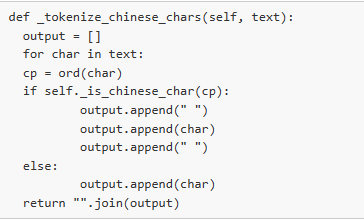 def _tokenize_chinese_chars(self, text):
  output = []
  for char in text:
  cp = ord(char)
  if self._is_chinese_char(cp):
          output.append(" ")
          output.append(char)
          output.append(" ")
  else:
          output.append(char)
  return "".join(output)